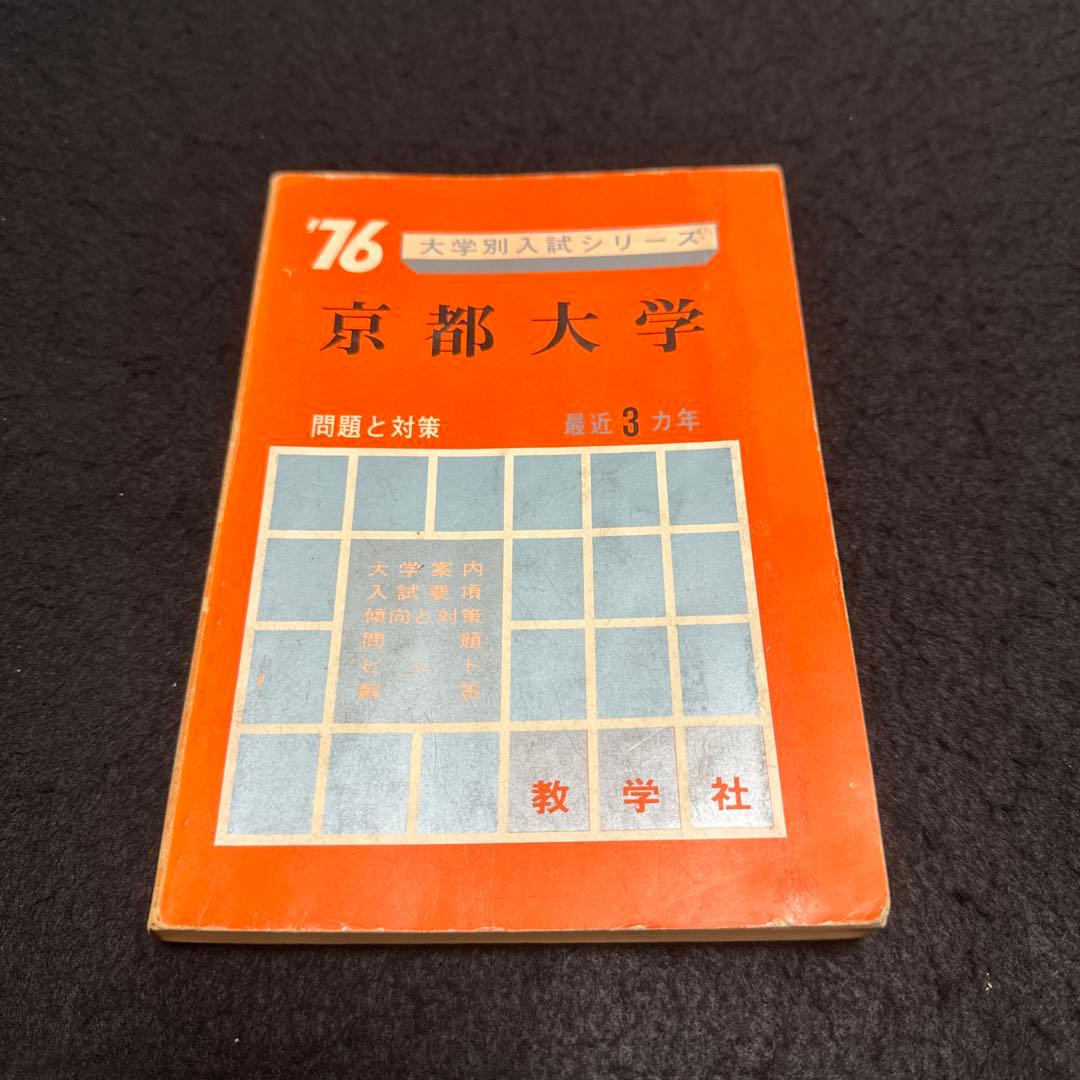 '76 大学別入試シリーズ
京都大学
問題と対策 最近3カ年
大学案内
入試要項
傾向と対策
問題
ヒント
解答
教学社